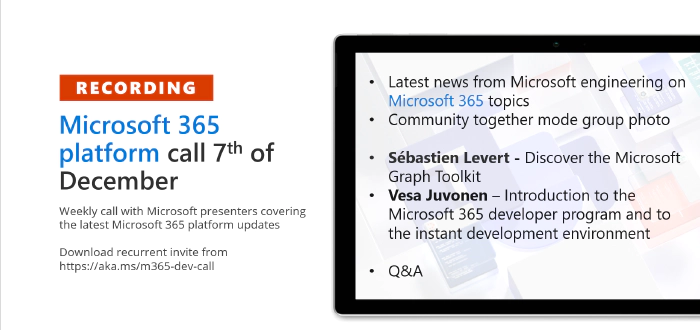 RECORDING
Microsoft 365
platform call 7th of
December
Weekly call with Microsoft presenters covering
the latest Microsoft 365 platform updates
Download recurrent invite from
https://aka.ms/m365-dev-call
• Latest news from Microsoft engineering on
Microsoft 365 topics
• Community together mode group photo
• Sébastien Levert - Discover the Microsoft
Graph Toolkit
• Vesa Juvonen – Introduction to the
Microsoft 365 developer program and to
the instant development environment
• Q&A